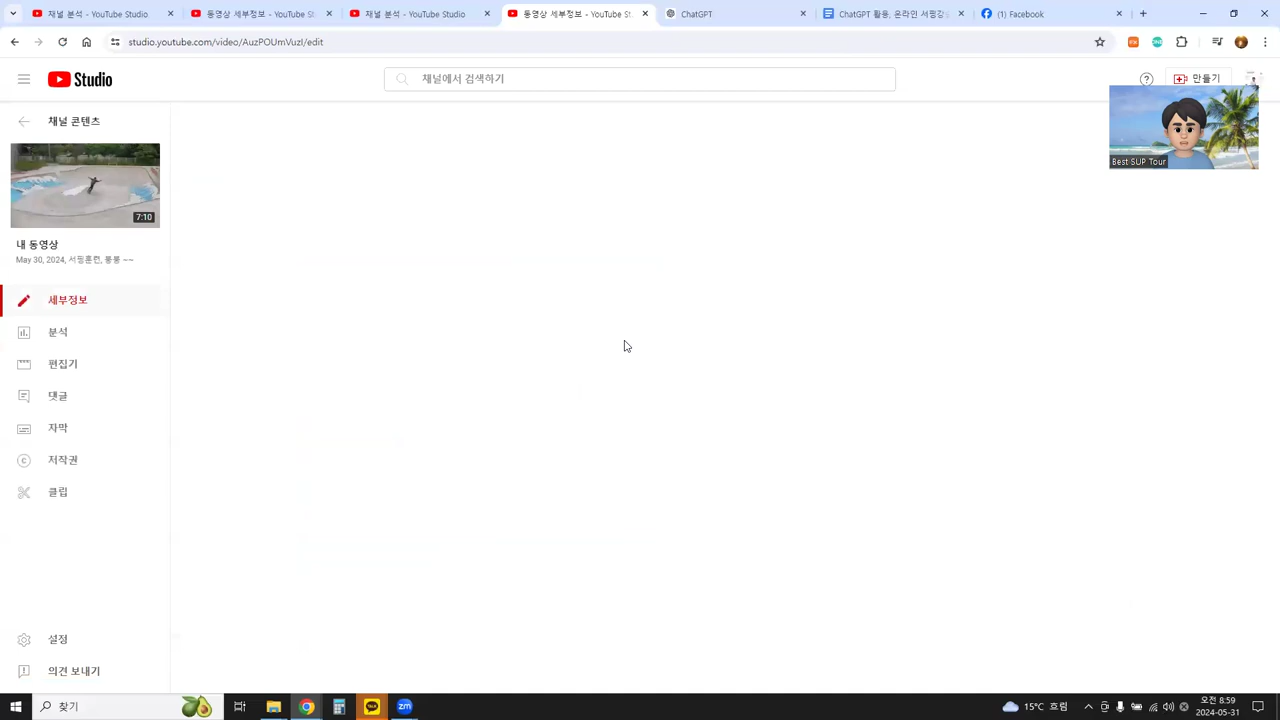 채널 분석 - YouTube Studio
동영상 세부정보 - YouTube St
채널 분석 - YouTube Studio
동영상 세부정보 - YouTube St
ChatGPT
ChatGPT 활용, 온라인 서핑강
(1) Facebook
studio.youtube.com/video/AuzPOUmVuzI/edit
Studio
채널에서 검색하기
만들기
채널 콘텐츠
Best SUP Tour
7:10
내 동영상
May 30, 2024, 서핑훈련, 붕붕 ~~
세부정보
분석
편집기
댓글
자막
저작권
클립
설정
의견 보내기
찾기
zm
15°C 흐림
오전 8:59
2024-05-31